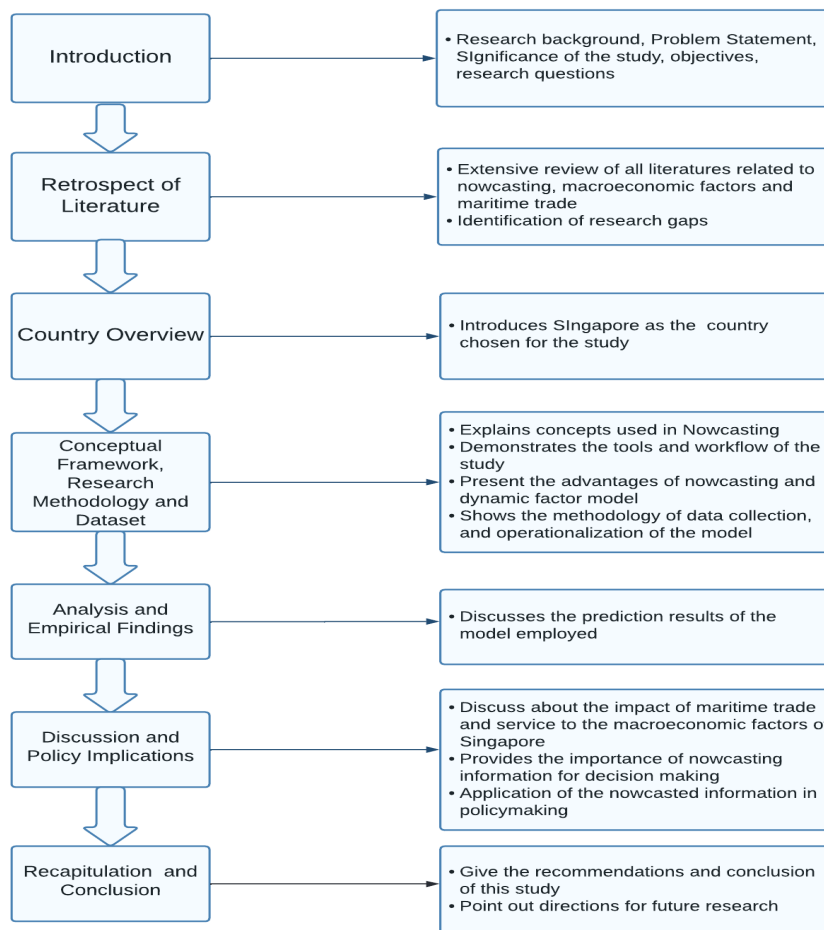 Introduction
• Research background, Problem Statement,
SIgnificance of the study, objectives,
research questions
Retrospect of
Literature
• Extensive review of all literatures related to
nowcasting, macroeconomic factors and
maritime trade
• Identification of research gaps
Country Overview
• Introduces SIngapore as the country
chosen for the study
Conceptual
Framework,
Research
Methodology and
Dataset
• Explains concepts used in Nowcasting
• Demonstrates the tools and workflow of the
study
• Present the advantages of nowcasting and
dynamic factor model
• Shows the methodology of data collection,
and operationalization of the model
Analysis and
Empirical Findings
• Discusses the prediction results of the
model employed
Discussion and
Policy Implications
• Discuss about the impact of maritime trade
and service to the macroeconomic factors o
Singapore
• Provides the importance of nowcasting
information for decision making
• Application of the nowcasted information in
policymaking
Recapitulation and
Conclusion
• Give the recommendations and conclusion
of this study
• Point out directions for future research